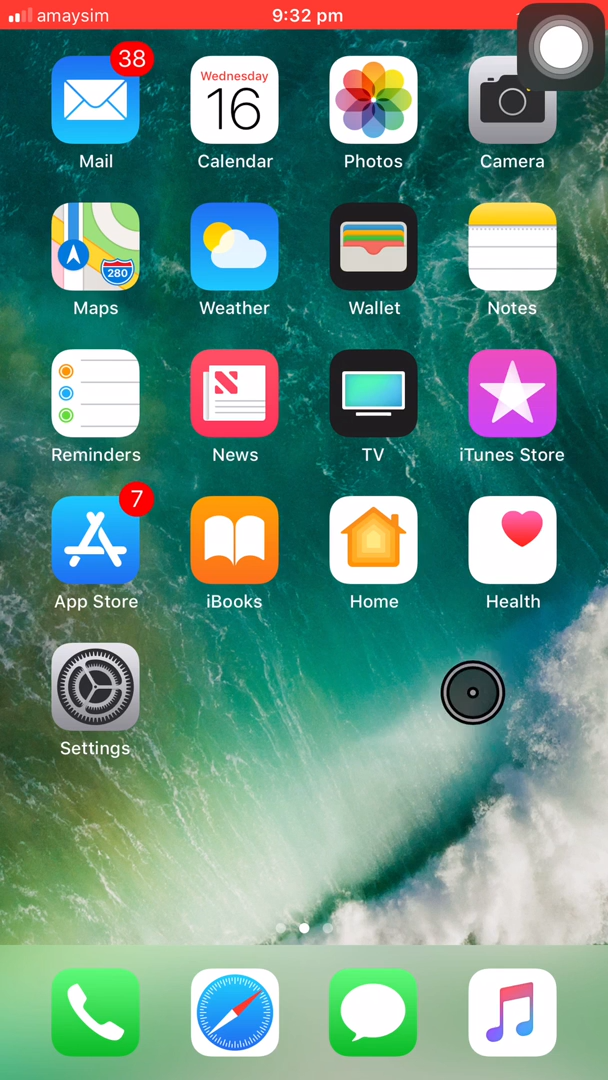 amaysim 9:32 pm
38
Wednesday
16
Mail Calendar Photos Camera
280
Maps Weather Wallet Notes
Reminders News TV iTunes Store
7
App Store iBooks Home Health
Settings